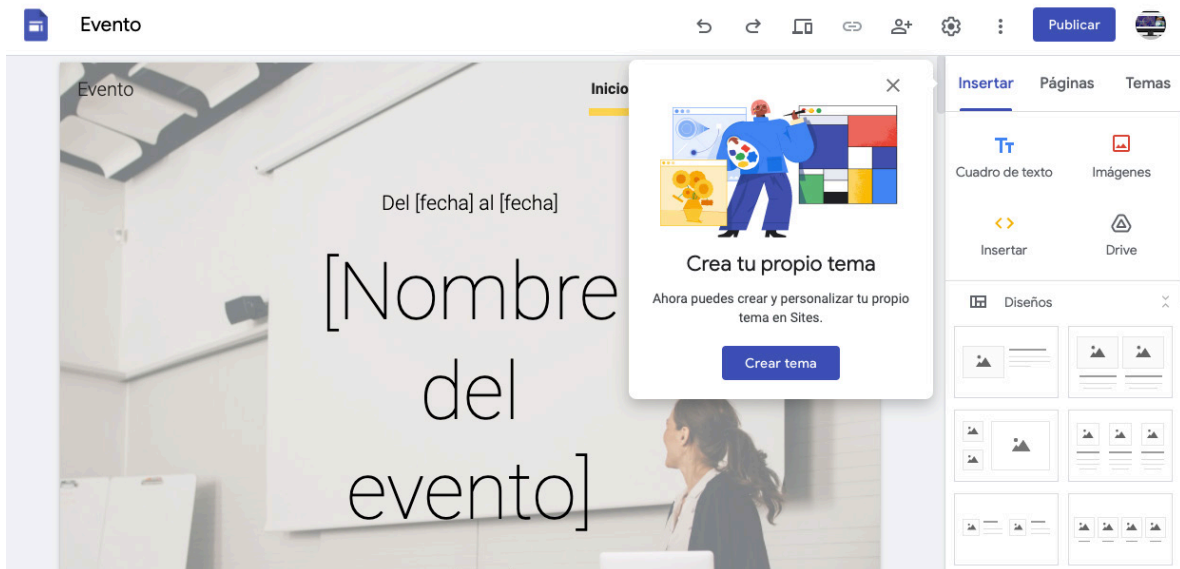 Evento
Publicar
Evento
Inicio
Insertar
Páginas
Temas
Tt
Cuadro de texto
Imágenes
Insertar
Drive
Diseños
Del [fecha] al [fecha]
[Nombre
del
evento]
Crea tu propio tema
Ahora puedes crear y personalizar tu propio
tema en Sites.
Crear tema